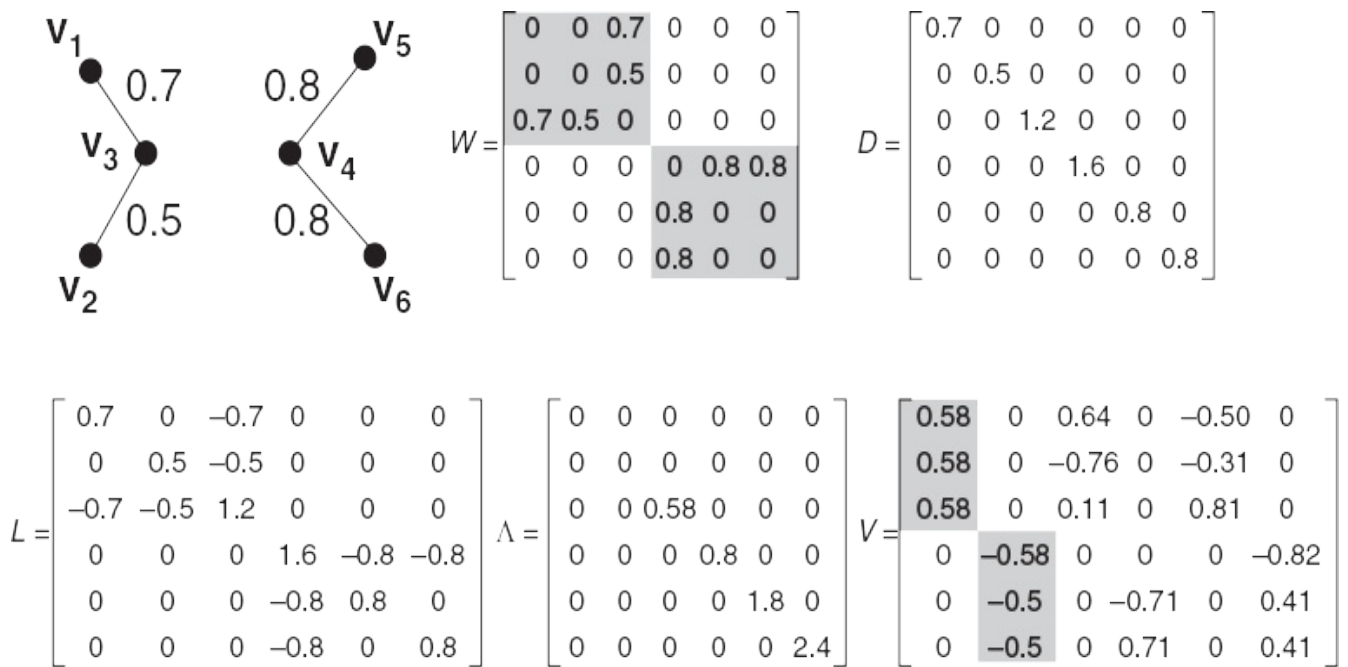 v1 0.7 v3 0.5 v2
v5 0.8 v4 0.8 v6
W =
0 0 0.7 0 0 0
0 0 0.5 0 0 0
0.7 0.5 0 0 0 0
0 0 0 0 0.8 0.8
0 0 0 0.8 0 0
0 0 0 0.8 0 0
D =
0.7 0 0 0 0 0
0 0.5 0 0 0 0
0 0 1.2 0 0 0
0 0 0 1.6 0 0
0 0 0 0 0.8 0
0 0 0 0 0 0.8
L =
0.7 0 –0.7 0 0 0
0 0.5 –0.5 0 0 0
–0.7 –0.5 1.2 0 0 0
0 0 0 1.6 –0.8 –0.8
0 0 0 –0.8 0.8 0
0 0 0 –0.8 0 0.8
Λ =
0 0 0 0 0 0
0 0 0 0 0 0
0 0 0.58 0 0 0
0 0 0 0.8 0 0
0 0 0 0 1.8 0
0 0 0 0 0 2.4
V =
0.58 0 0.64 0 –0.50 0
0.58 0 –0.76 0 –0.31 0
0.58 0 0.11 0 0.81 0
0 –0.58 0 0 0 –0.82
0 –0.5 0 –0.71 0 0.41
0 –0.5 0 0.71 0 0.41